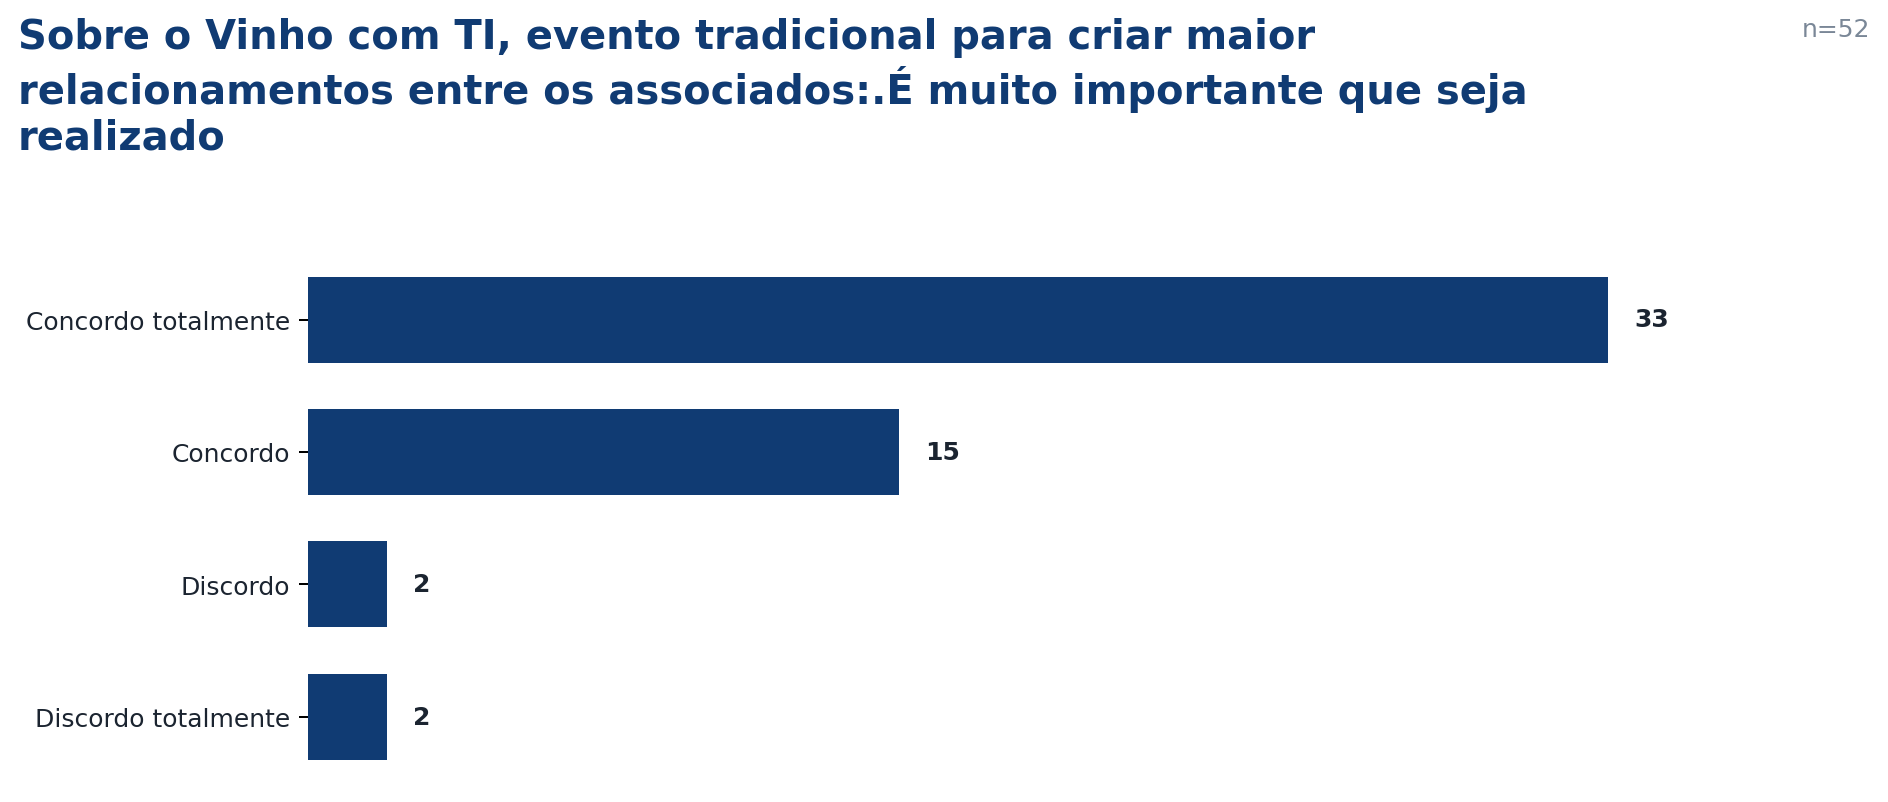 Sobre o Vinho com TI, evento tradicional para criar maior
relacionamentos entre os associados:.É muito importante que seja
realizado
n=52
Concordo totalmente
33
Concordo
15
Discordo
2
Discordo totalmente
2